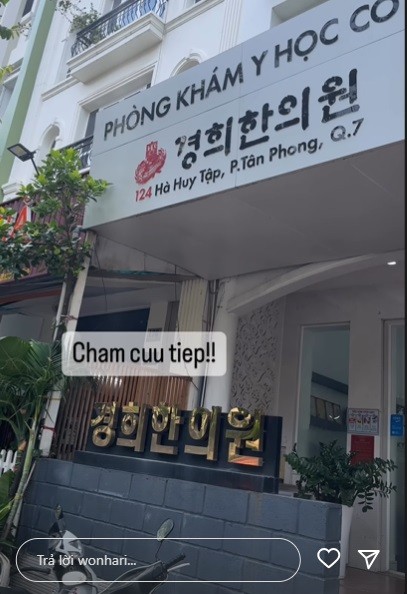 PHÒNG KHÁM Y HỌC CỔ
경희한의원
124 Hà Huy Tập, P.Tân Phong, Q.7
Cham cuu tiep!!
경희한의원
Trả lời wonhari...